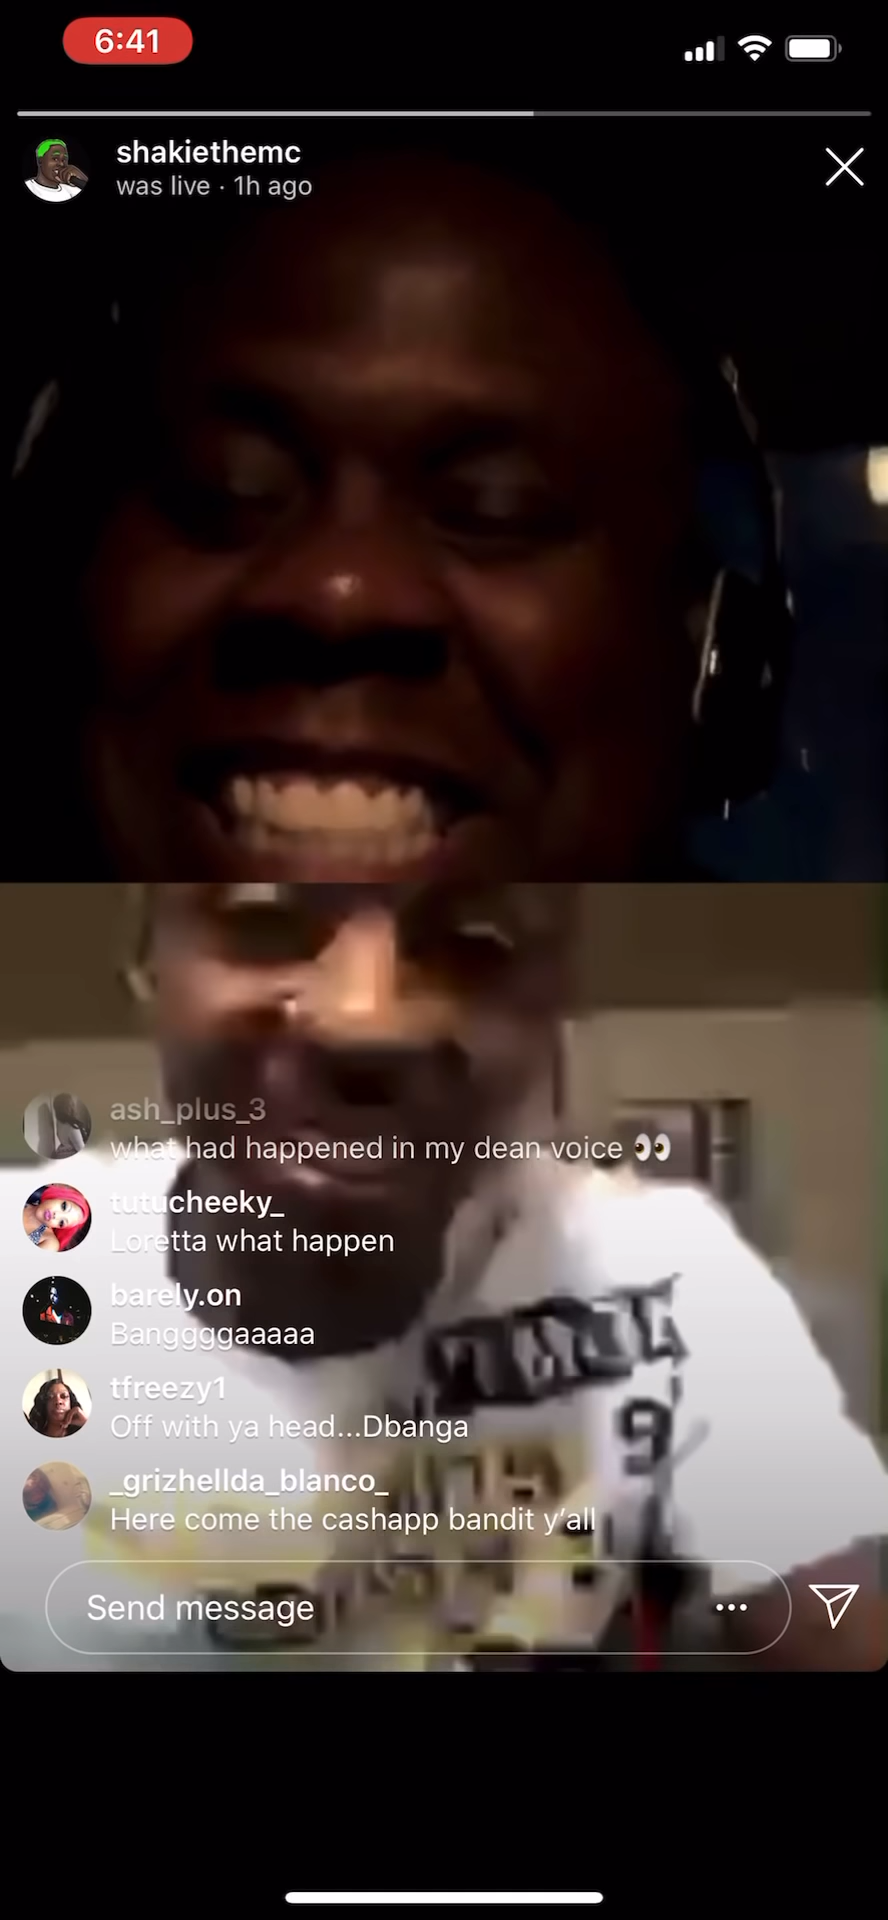 6:41
shakiethemc
was live · 1h ago
ash_plus_3
what had happened in my dean voice 👀
tutucheeky_
Loretta what happen
barely.on
Banggggaaaaa
tfreezy1
Off with ya head...Dbanga
_grizhellda_blanco_
Here come the cashapp bandit y’all
Send message